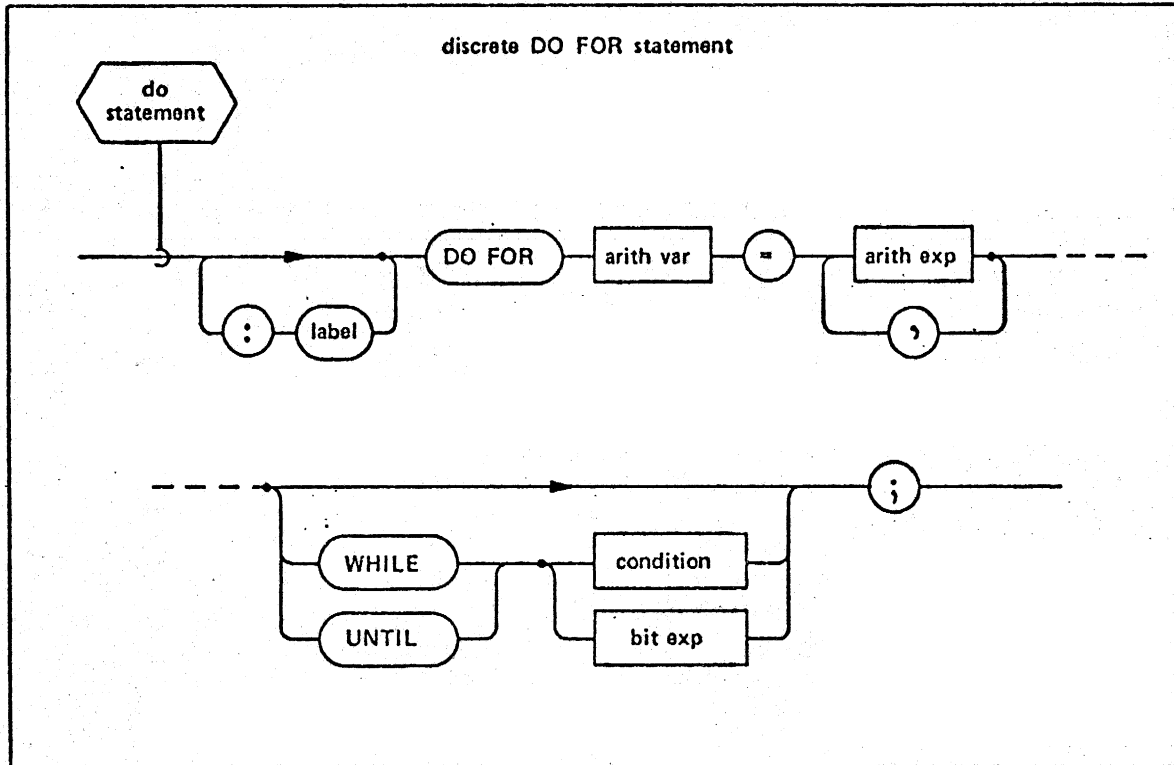 discrete DO FOR statement
do
statement
DO FOR
arith var
=
arith exp
:
label
,
;
WHILE
condition
UNTIL
bit exp